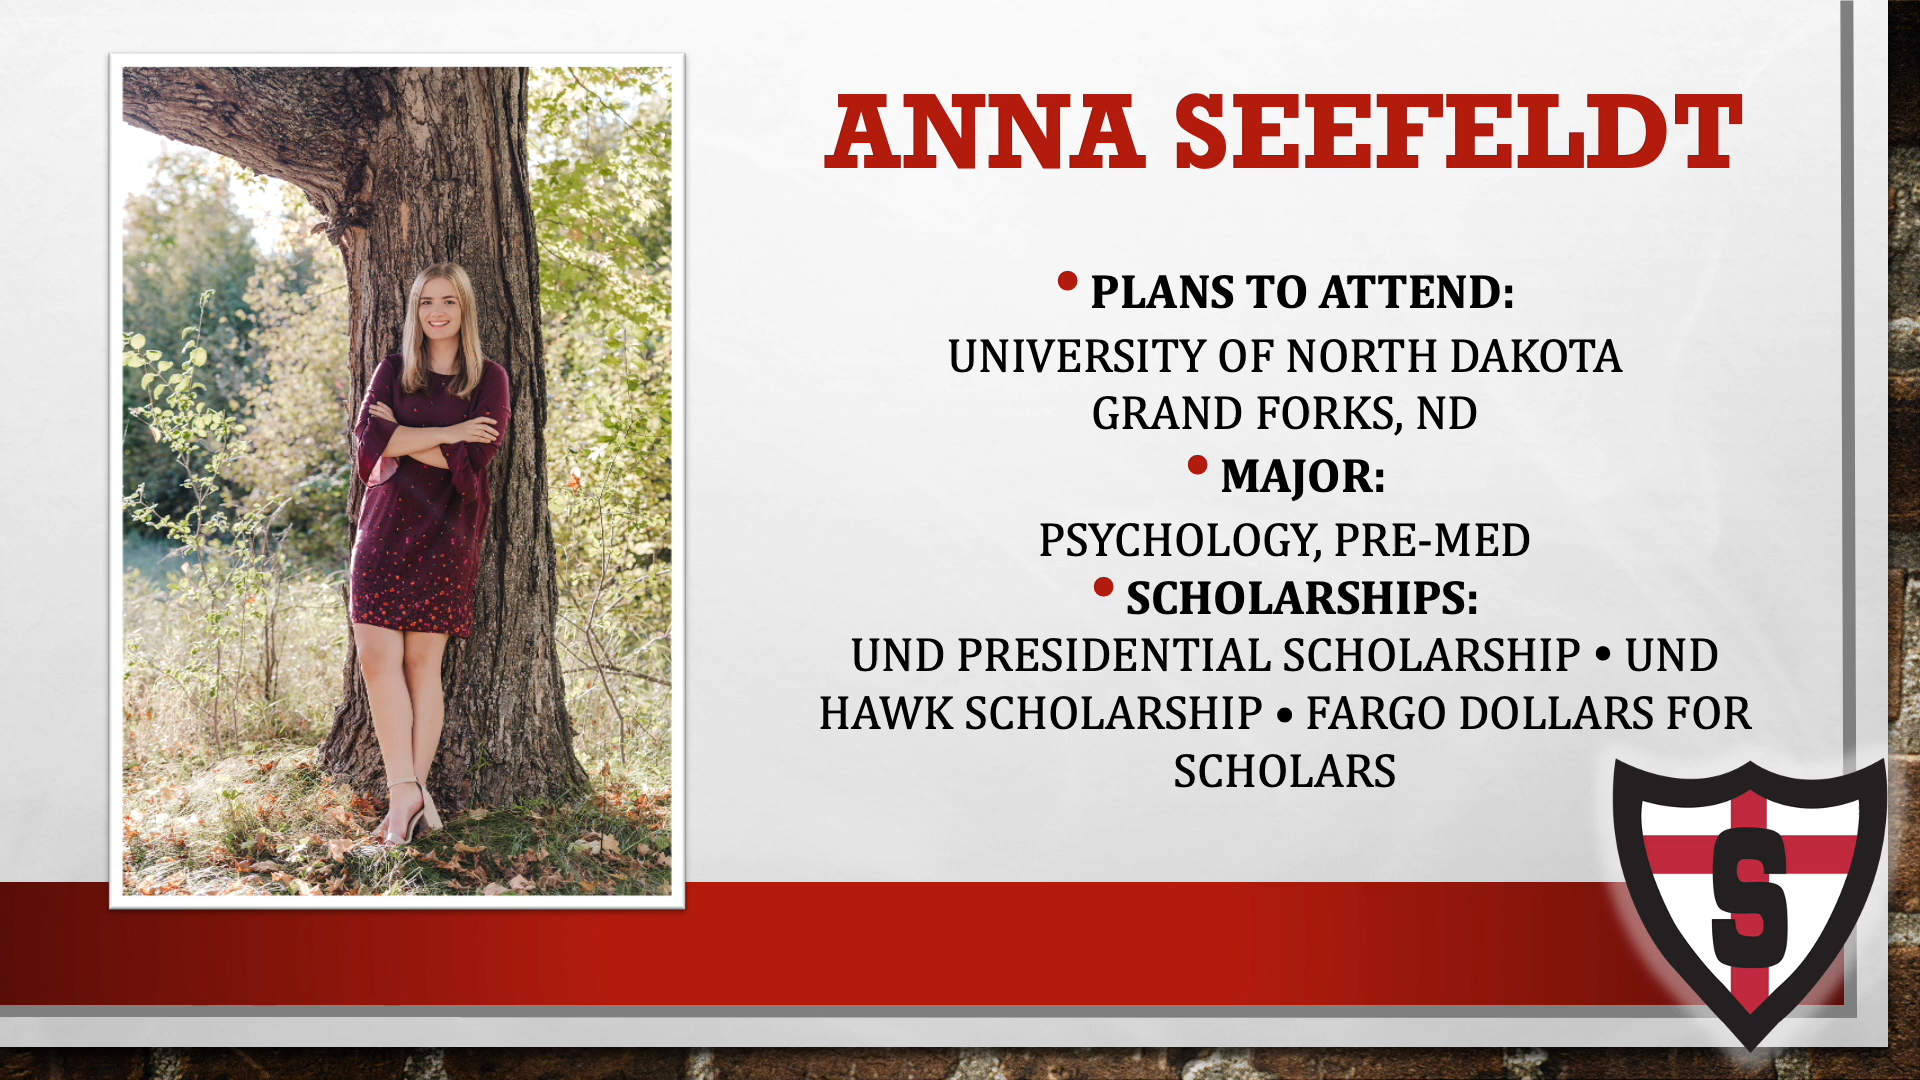 ANNA SEEFELDT
• PLANS TO ATTEND:
UNIVERSITY OF NORTH DAKOTA
GRAND FORKS, ND
• MAJOR:
PSYCHOLOGY, PRE-MED
• SCHOLARSHIPS:
UND PRESIDENTIAL SCHOLARSHIP • UND
HAWK SCHOLARSHIP • FARGO DOLLARS FOR
SCHOLARS
S